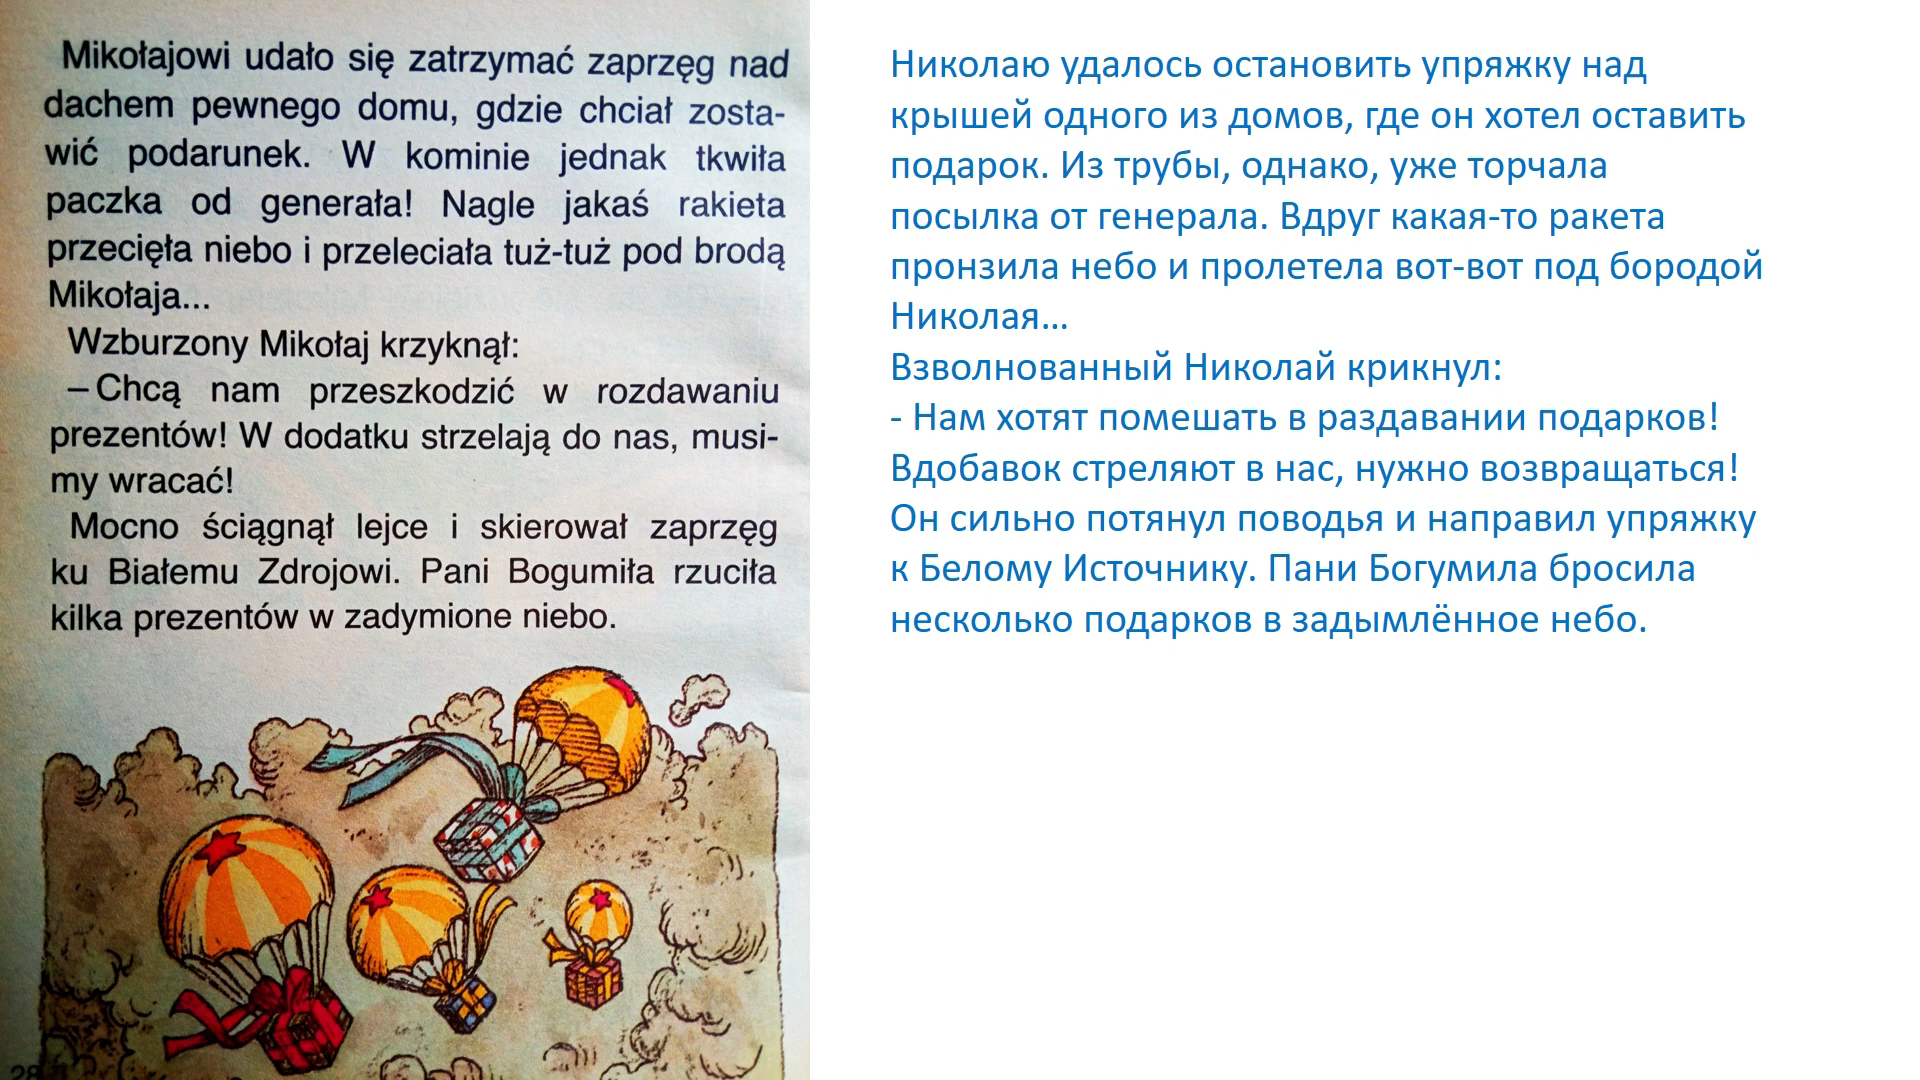 Mikołajowi udało się zatrzymać zaprzęg nad
dachem pewnego domu, gdzie chciał zosta-
wić podarunek. W kominie jednak tkwiła
paczka od generała! Nagle jakaś rakieta
przecięła niebo i przeleciała tuż-tuż pod brodą
Mikołaja...
Wzburzony Mikołaj krzyknął:
– Chcą nam przeszkodzić w rozdawaniu
prezentów! W dodatku strzelają do nas, musi-
my wracać!
Mocno ściągnął lejce i skierował zaprzęg
ku Białemu Zdrojowi. Pani Bogumiła rzuciła
kilka prezentów w zadymione niebo.
28
Николаю удалось остановить упряжку над
крышей одного из домов, где он хотел оставить
подарок. Из трубы, однако, уже торчала
посылка от генерала. Вдруг какая-то ракета
пронзила небо и пролетела вот-вот под бородой
Николая…
Взволнованный Николай крикнул:
- Нам хотят помешать в раздавании подарков!
Вдобавок стреляют в нас, нужно возвращаться!
Он сильно потянул поводья и направил упряжку
к Белому Источнику. Пани Богумила бросила
несколько подарков в задымлённое небо.